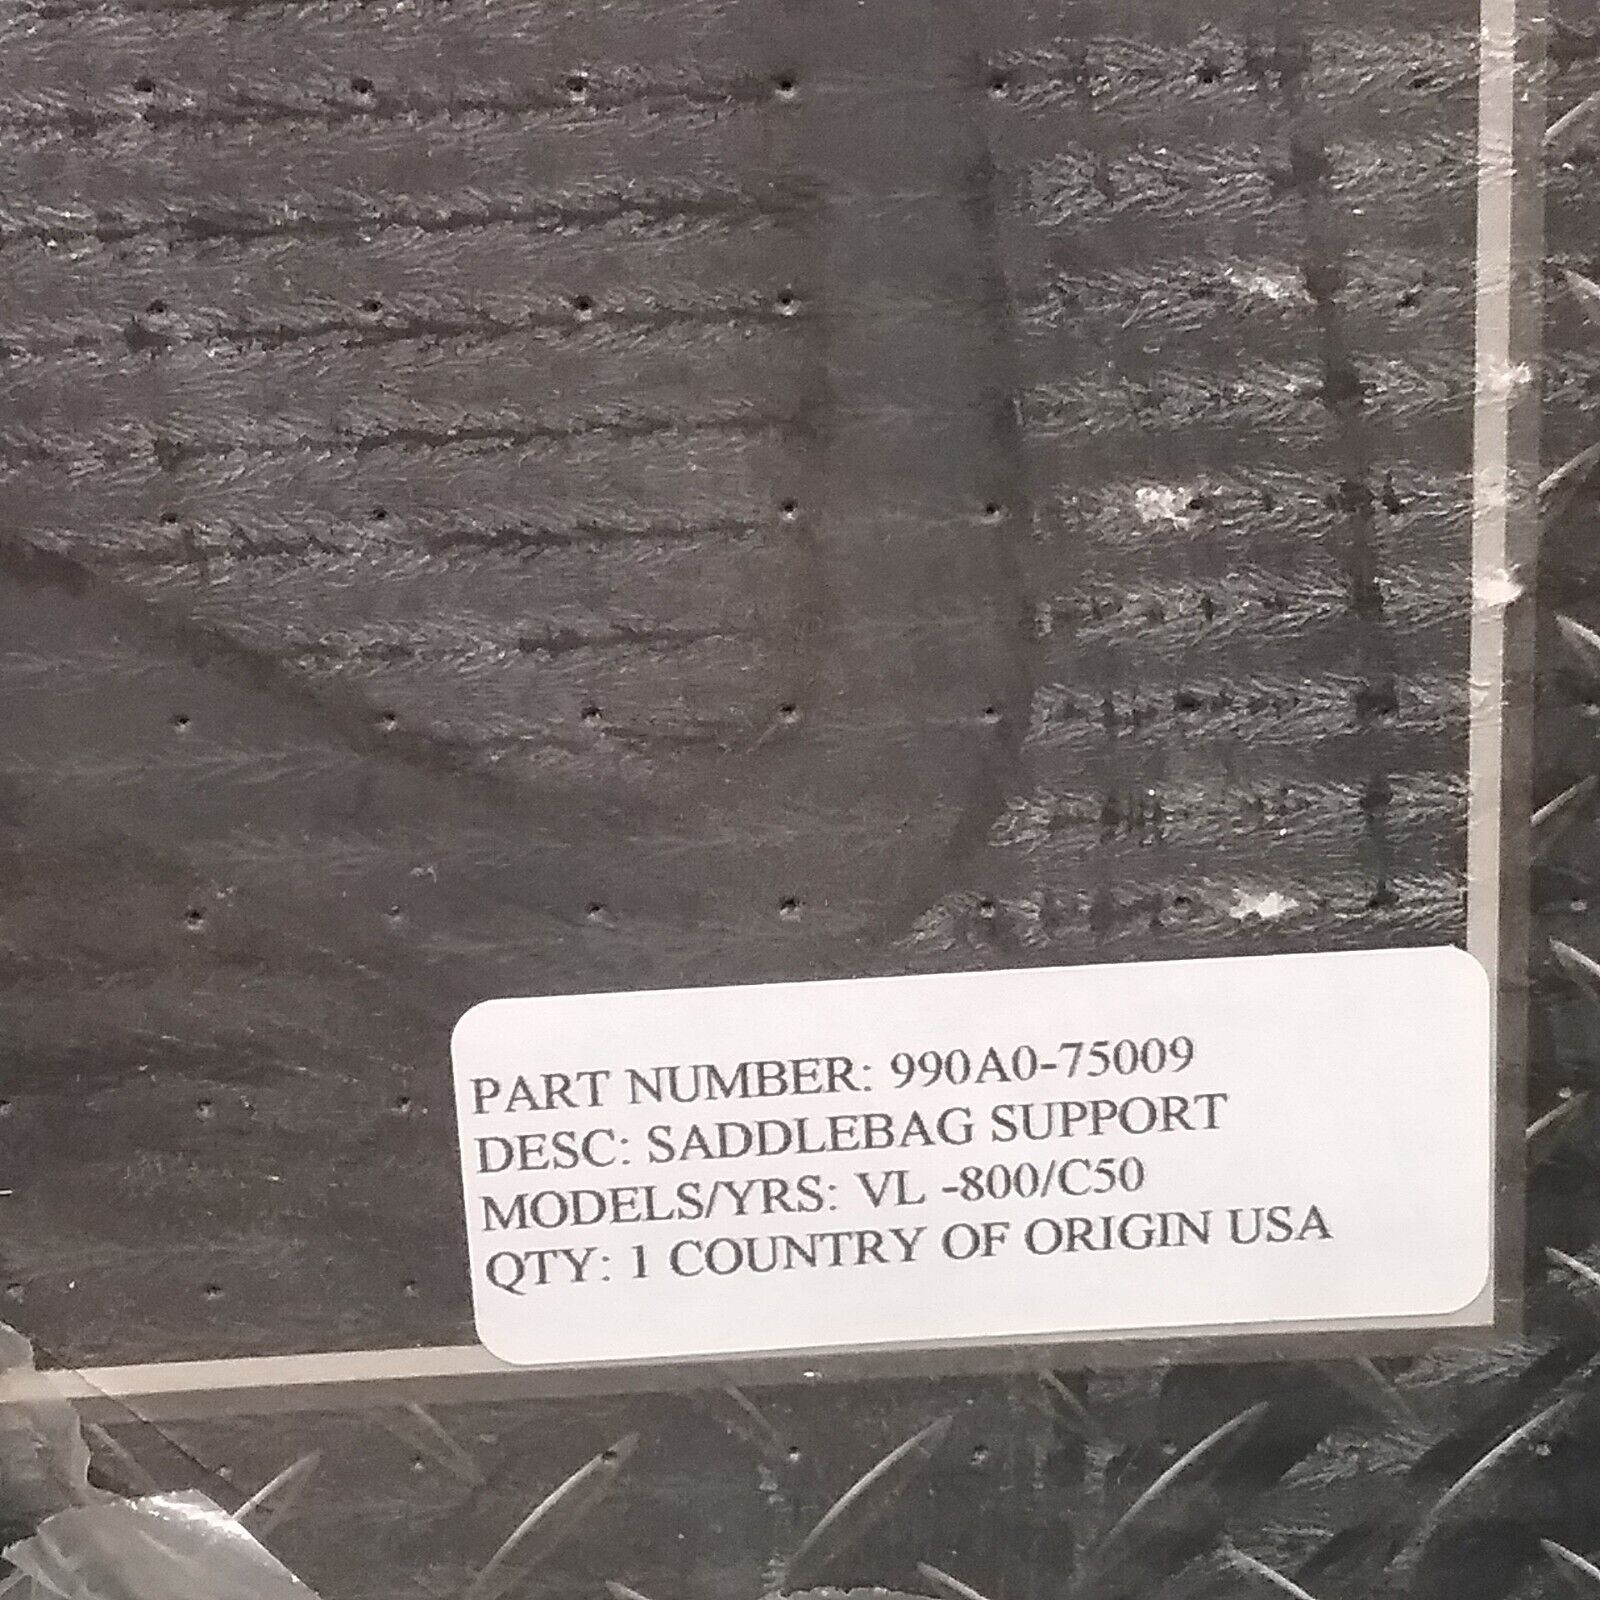 PART NUMBER: 990A0-75009
DESC: SADDLEBAG SUPPORT
MODELS/YRS: VL -800/C50
QTY: 1 COUNTRY OF ORIGIN USA